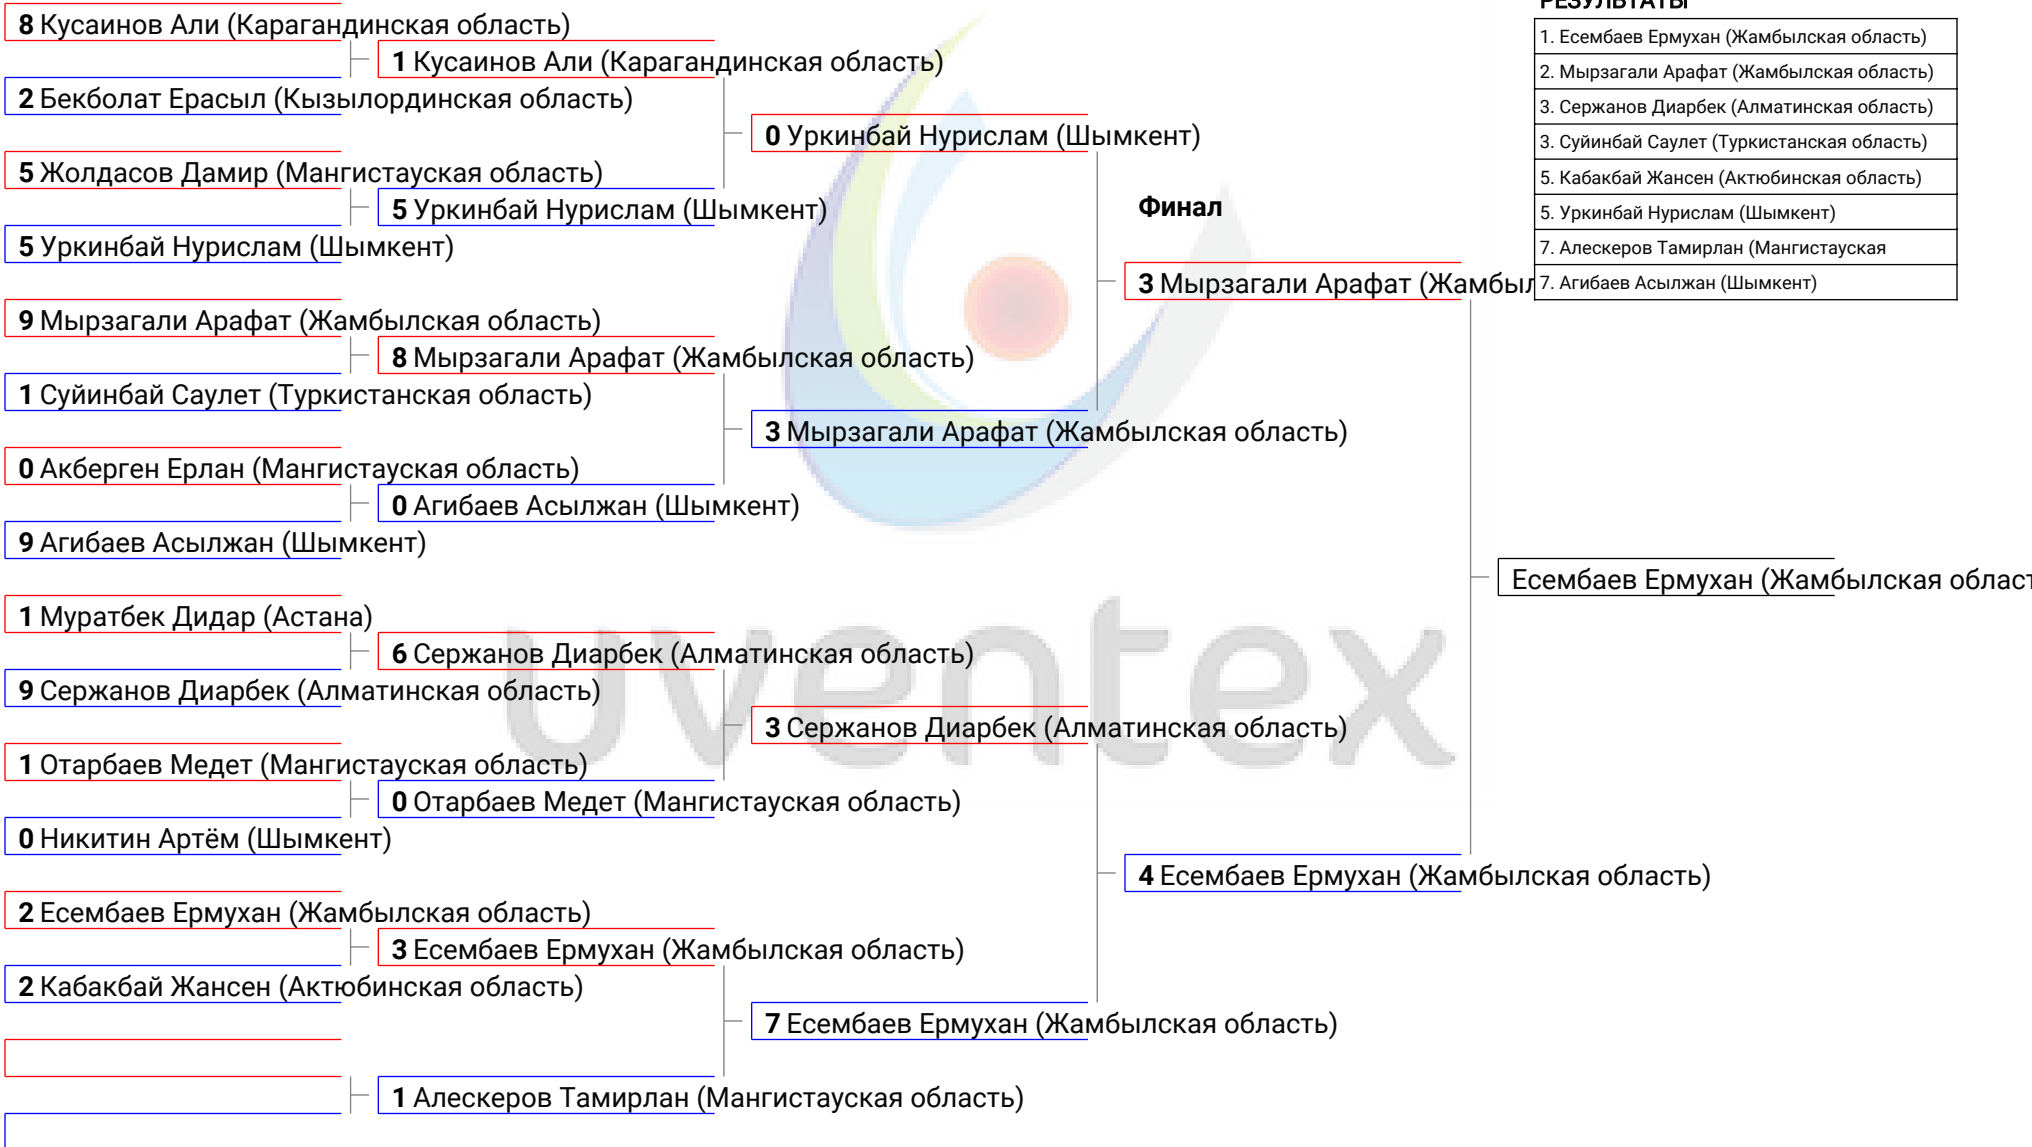 РЕЗУЛЬТАТЫ
1. Есембаев Ермухан (Жамбылская область)
2. Мырзагали Арафат (Жамбылская область)
3. Сержанов Диарбек (Алматинская область)
3. Суйинбай Саулет (Туркистанская область)
5. Кабакбай Жансен (Актюбинская область)
5. Уркинбай Нурислам (Шымкент)
7. Алескеров Тамирлан (Мангистауская
7. Агибаев Асылжан (Шымкент)
8 Кусаинов Али (Карагандинская область)
1 Кусаинов Али (Карагандинская область)
2 Бекболат Ерасыл (Кызылординская область)
0 Уркинбай Нурислам (Шымкент)
5 Жолдасов Дамир (Мангистауская область)
5 Уркинбай Нурислам (Шымкент)
5 Уркинбай Нурислам (Шымкент)
Финал
3 Мырзагали Арафат (Жамбыл
9 Мырзагали Арафат (Жамбылская область)
8 Мырзагали Арафат (Жамбылская область)
1 Суйинбай Саулет (Туркистанская область)
3 Мырзагали Арафат (Жамбылская область)
0 Акберген Ерлан (Мангистауская область)
0 Агибаев Асылжан (Шымкент)
9 Агибаев Асылжан (Шымкент)
Есембаев Ермухан (Жамбылская област
1 Муратбек Дидар (Астана)
6 Сержанов Диарбек (Алматинская область)
9 Сержанов Диарбек (Алматинская область)
uventex
3 Сержанов Диарбек (Алматинская область)
1 Отарбаев Медет (Мангистауская область)
0 Отарбаев Медет (Мангистауская область)
0 Никитин Артём (Шымкент)
4 Есембаев Ермухан (Жамбылская область)
2 Есембаев Ермухан (Жамбылская область)
3 Есембаев Ермухан (Жамбылская область)
2 Кабакбай Жансен (Актюбинская область)
7 Есембаев Ермухан (Жамбылская область)
1 Алескеров Тамирлан (Мангистауская область)